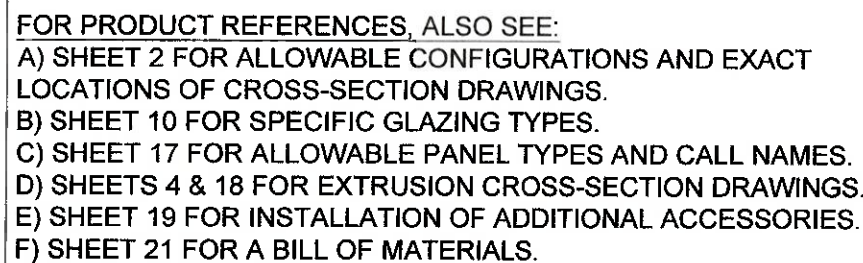 FOR PRODUCT REFERENCES, ALSO SEE:
A) SHEET 2 FOR ALLOWABLE CONFIGURATIONS AND EXACT
LOCATIONS OF CROSS-SECTION DRAWINGS.
B) SHEET 10 FOR SPECIFIC GLAZING TYPES.
C) SHEET 17 FOR ALLOWABLE PANEL TYPES AND CALL NAMES.
D) SHEETS 4 & 18 FOR EXTRUSION CROSS-SECTION DRAWINGS.
E) SHEET 19 FOR INSTALLATION OF ADDITIONAL ACCESSORIES.
F) SHEET 21 FOR A BILL OF MATERIALS.